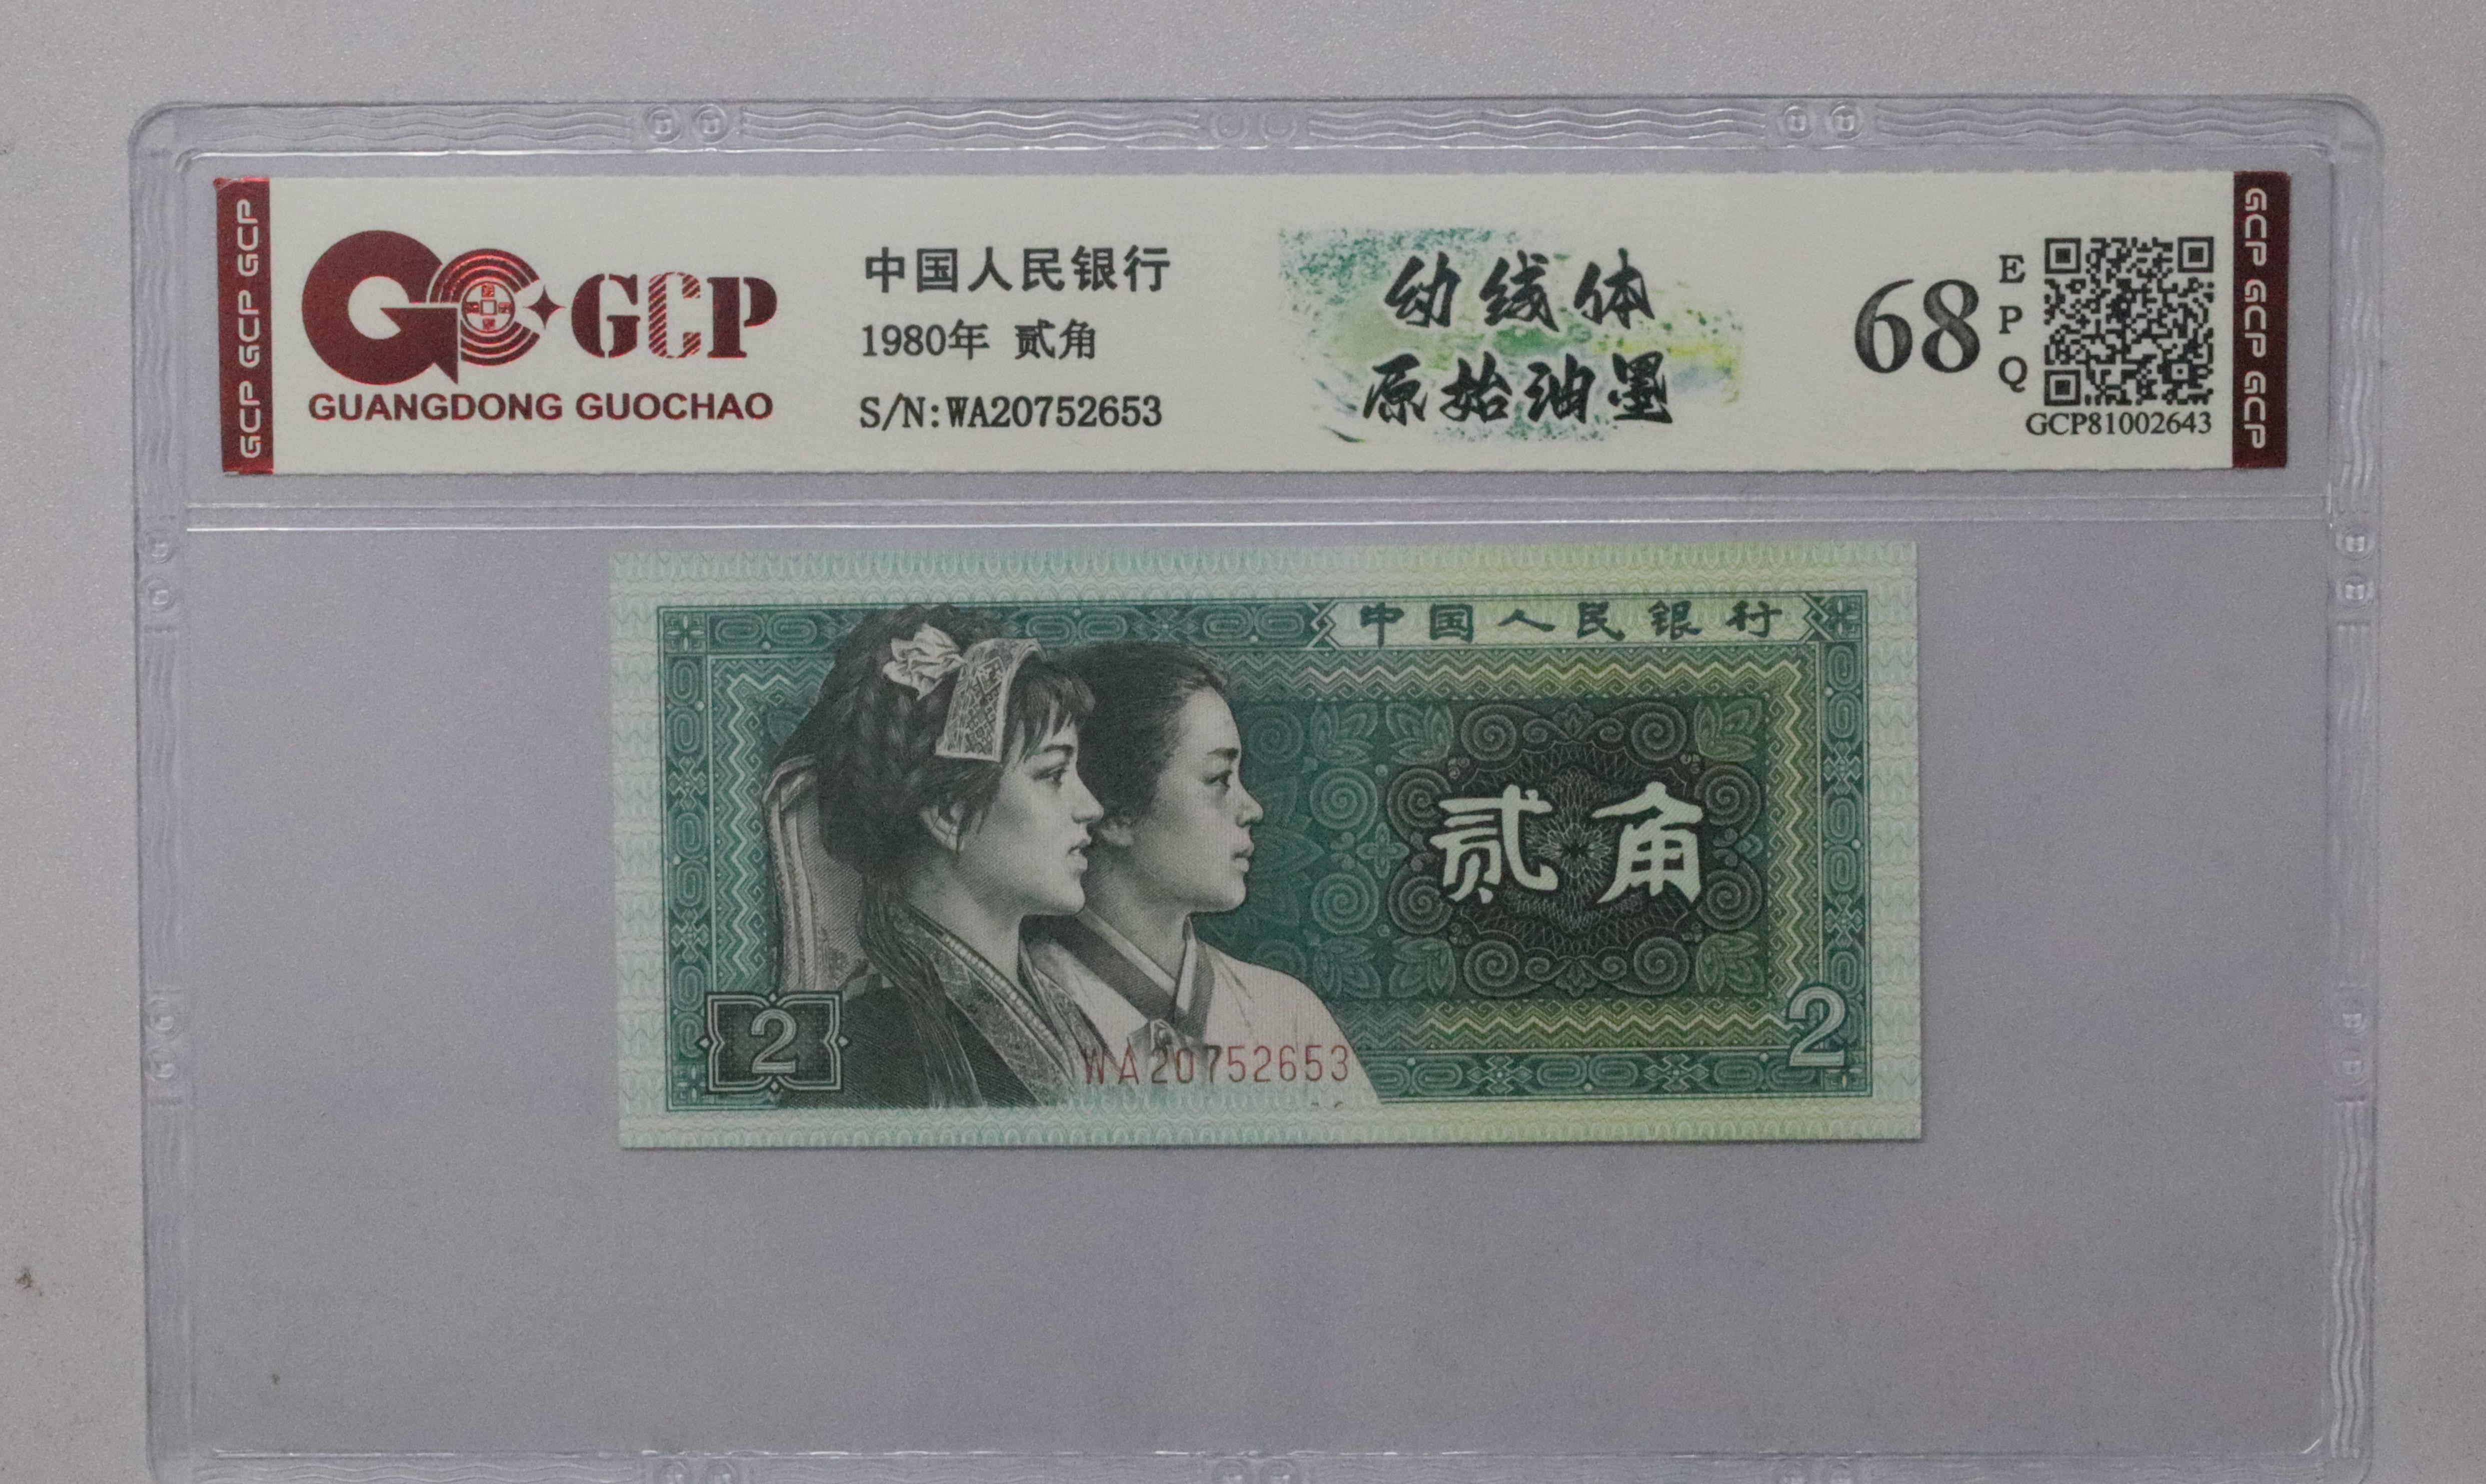 GCP GCP GCP
GCP
GUANGDONG GUOCHAO
中国人民银行
1980年 贰角
S/N:WA20752653
幼线体
原始油墨
68
EPQ
GCP81002643
GCP GCP GCP
中国人民银行
贰角
2
2
WA20752653